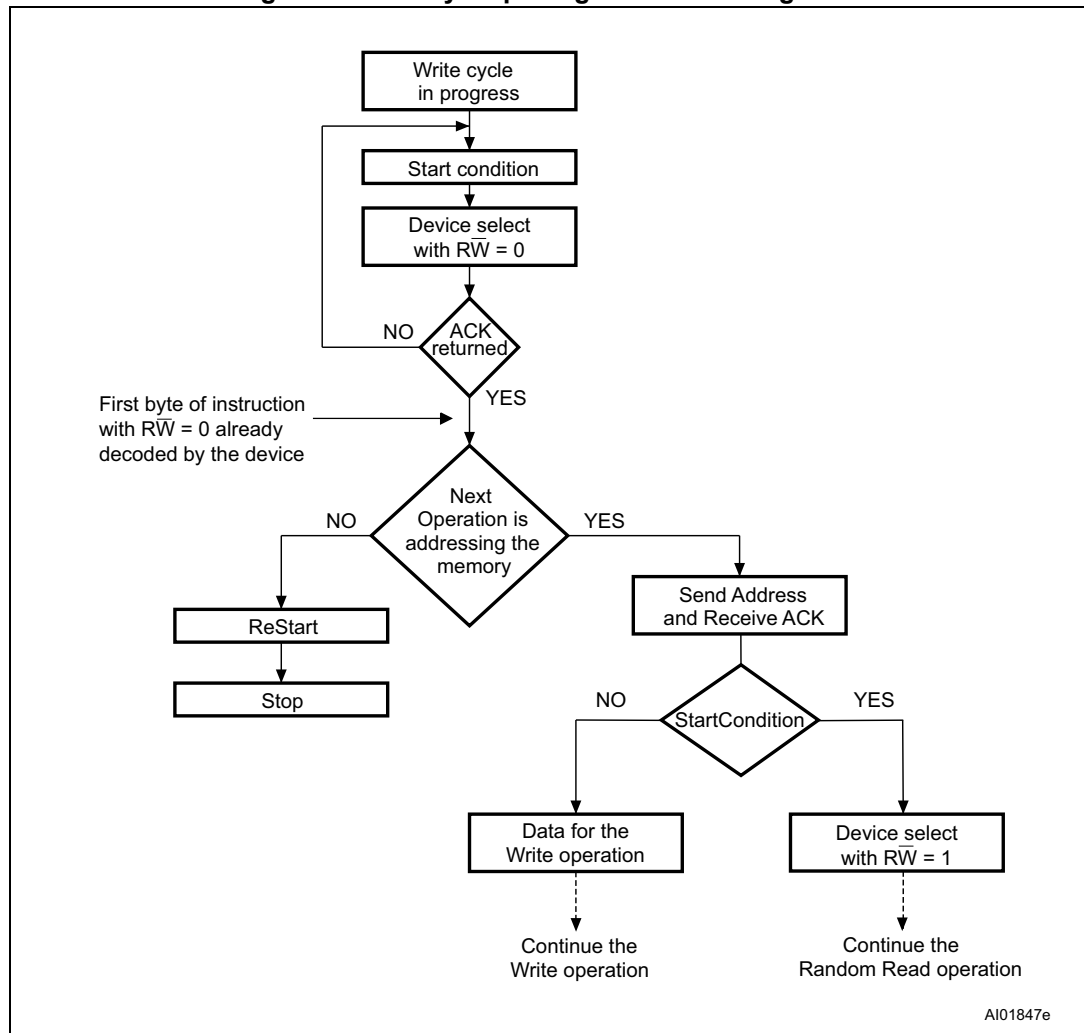 Write cycle
in progress
Start condition
Device select
with RW̅ = 0
NO
ACK
returned
YES
First byte of instruction
with RW̅ = 0 already
decoded by the device
NO
Next
Operation is
addressing the
memory
YES
Send Address
and Receive ACK
ReStart
Stop
NO
StartCondition
YES
Data for the
Write operation
Device select
with RW̅ = 1
Continue the
Write operation
Continue the
Random Read operation
AI01847e